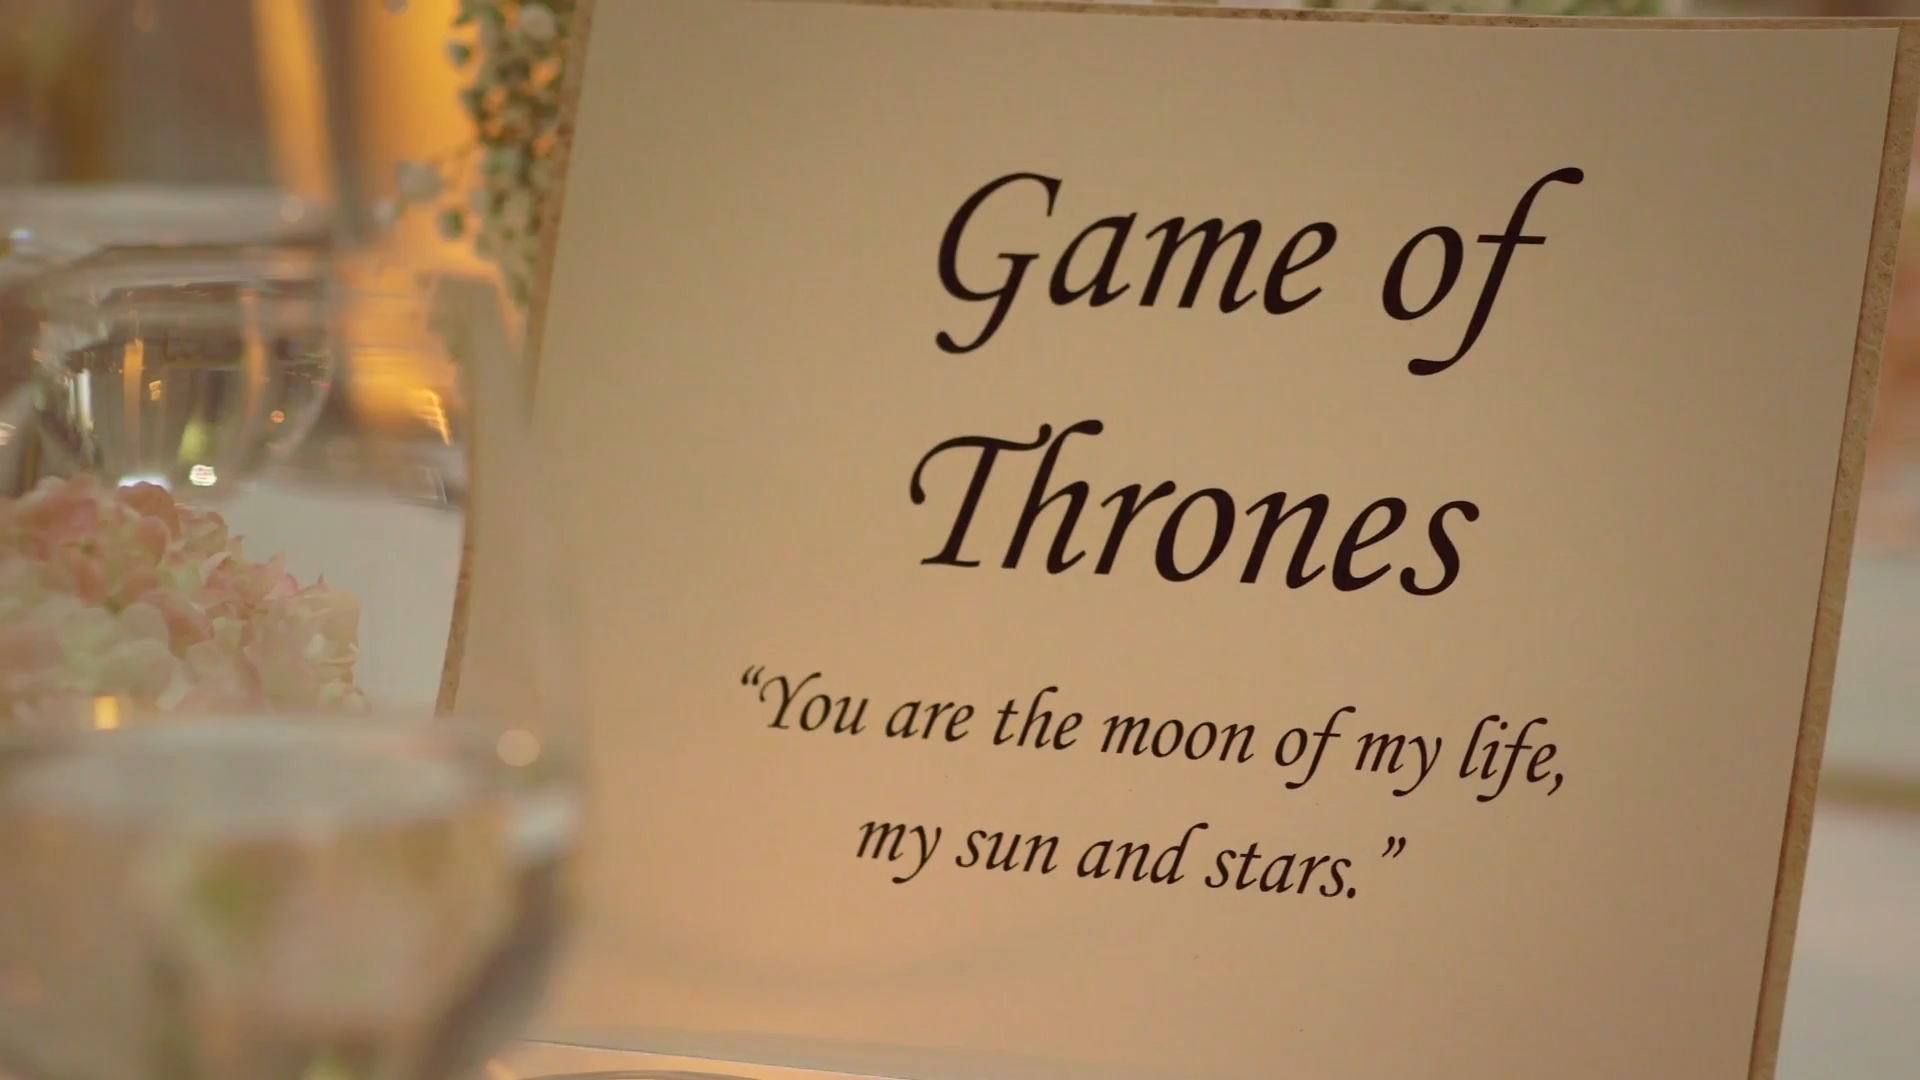 Game of
Thrones
“You are the moon of my life,
my sun and stars.”